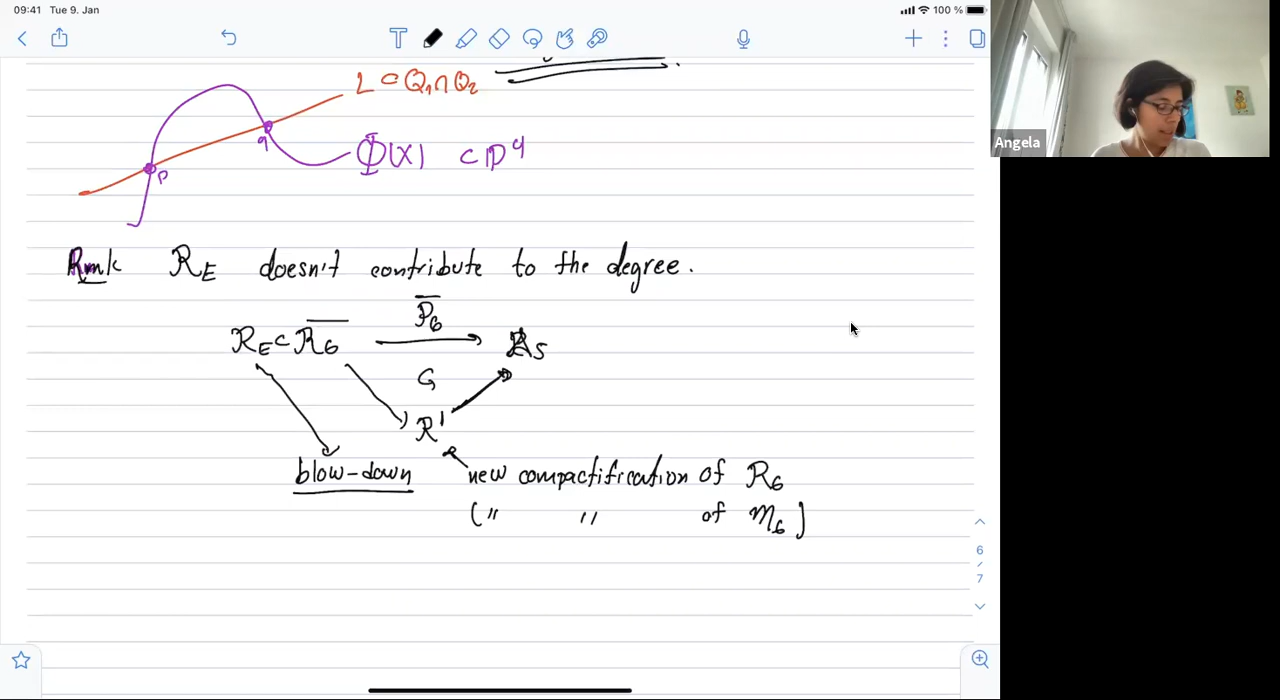 09:41 Tue 9. Jan
100 %
L ⊂ Q₁ ∩ Q₂
q
Φ(X) ⊂ ℙ⁴
p
Angela
Rmk R_E doesn't contribute to the degree.
P̅₆
R_E ⊂ R̅₆ → A₅
G
R'
blow-down new compactification of R₆
(" " of M₆)
6
/
7